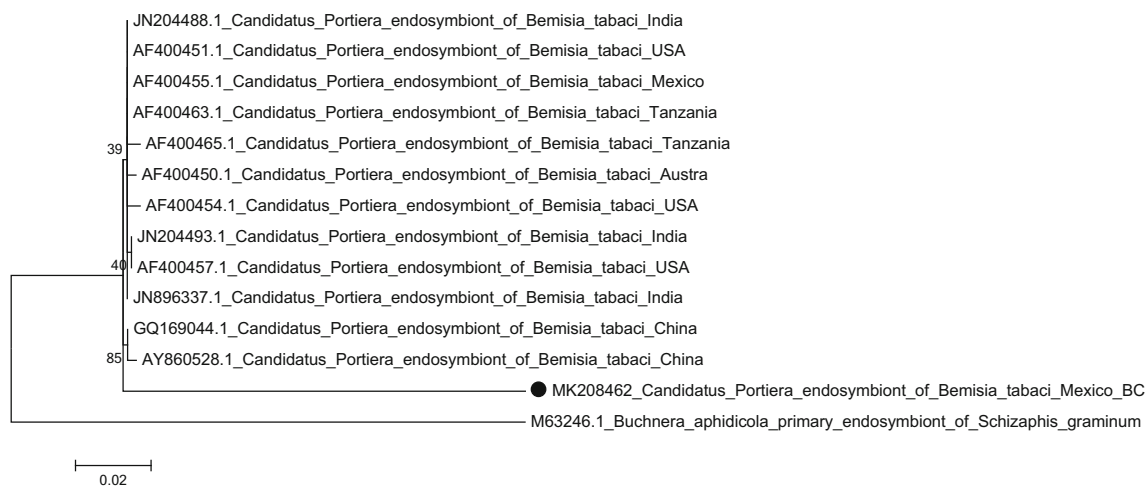 JN204488.1_Candidatus_Portiera_endosymbiont_of_Bemisia_tabaci_India
AF400451.1_Candidatus_Portiera_endosymbiont_of_Bemisia_tabaci_USA
AF400455.1_Candidatus_Portiera_endosymbiont_of_Bemisia_tabaci_Mexico
AF400463.1_Candidatus_Portiera_endosymbiont_of_Bemisia_tabaci_Tanzania
39
AF400465.1_Candidatus_Portiera_endosymbiont_of_Bemisia_tabaci_Tanzania
AF400450.1_Candidatus_Portiera_endosymbiont_of_Bemisia_tabaci_Austra
AF400454.1_Candidatus_Portiera_endosymbiont_of_Bemisia_tabaci_USA
JN204493.1_Candidatus_Portiera_endosymbiont_of_Bemisia_tabaci_India
40
AF400457.1_Candidatus_Portiera_endosymbiont_of_Bemisia_tabaci_USA
JN896337.1_Candidatus_Portiera_endosymbiont_of_Bemisia_tabaci_India
GQ169044.1_Candidatus_Portiera_endosymbiont_of_Bemisia_tabaci_China
85
AY860528.1_Candidatus_Portiera_endosymbiont_of_Bemisia_tabaci_China
MK208462_Candidatus_Portiera_endosymbiont_of_Bemisia_tabaci_Mexico_BC
M63246.1_Buchnera_aphidicola_primary_endosymbiont_of_Schizaphis_graminum
0.02